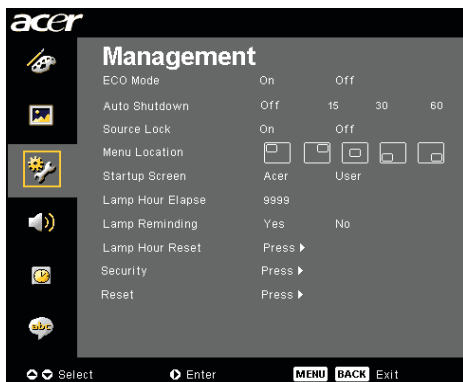 acer
Management
ECO Mode On Off
Auto Shutdown Off 15 30 60
Source Lock On Off
Menu Location
Startup Screen Acer User
Lamp Hour Elapse 9999
Lamp Reminding Yes No
Lamp Hour Reset Press
Security Press
Reset Press
abc
Select Enter MENU BACK Exit